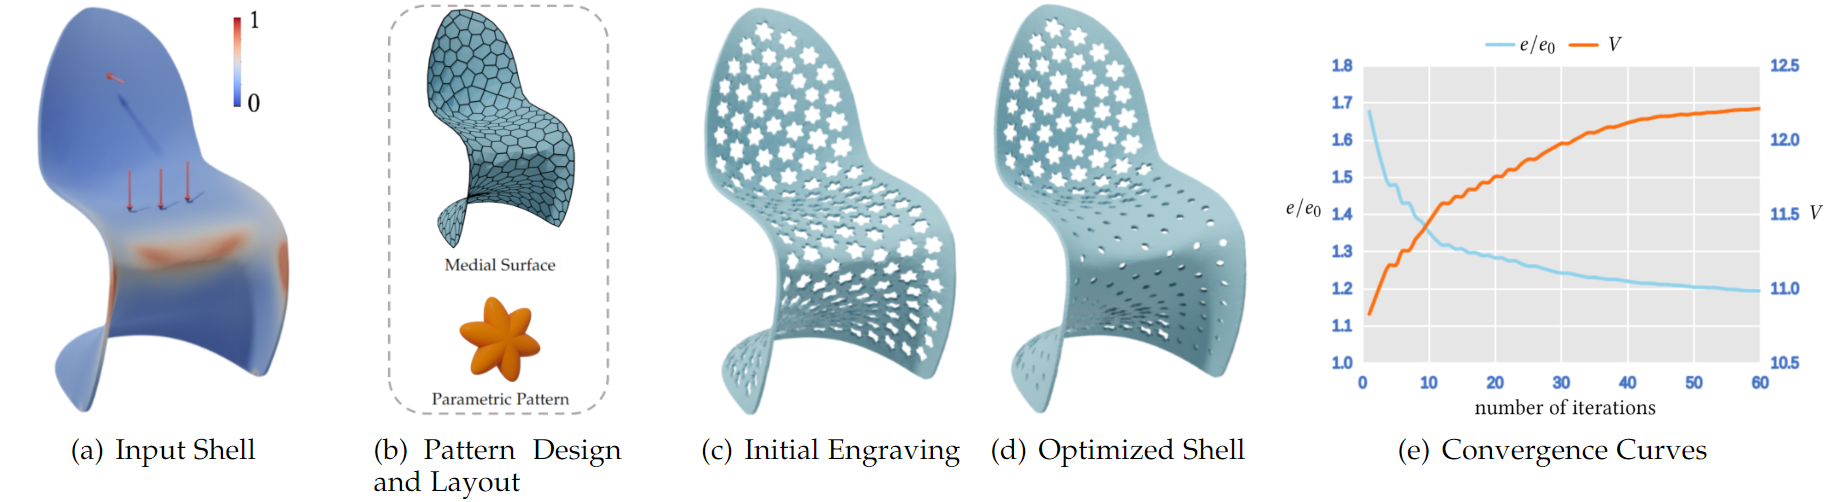 1
0
Medial Surface
Parametric Pattern
e/e₀ V
1.8
1.7
1.6
1.5
1.4
1.3
1.2
1.1
1.0
e/e₀
12.5
12.0
11.5
11.0
10.5
V
0 10 20 30 40 50 60
number of iterations
(a) Input Shell
(b) Pattern Design
and Layout
(c) Initial Engraving
(d) Optimized Shell
(e) Convergence Curves